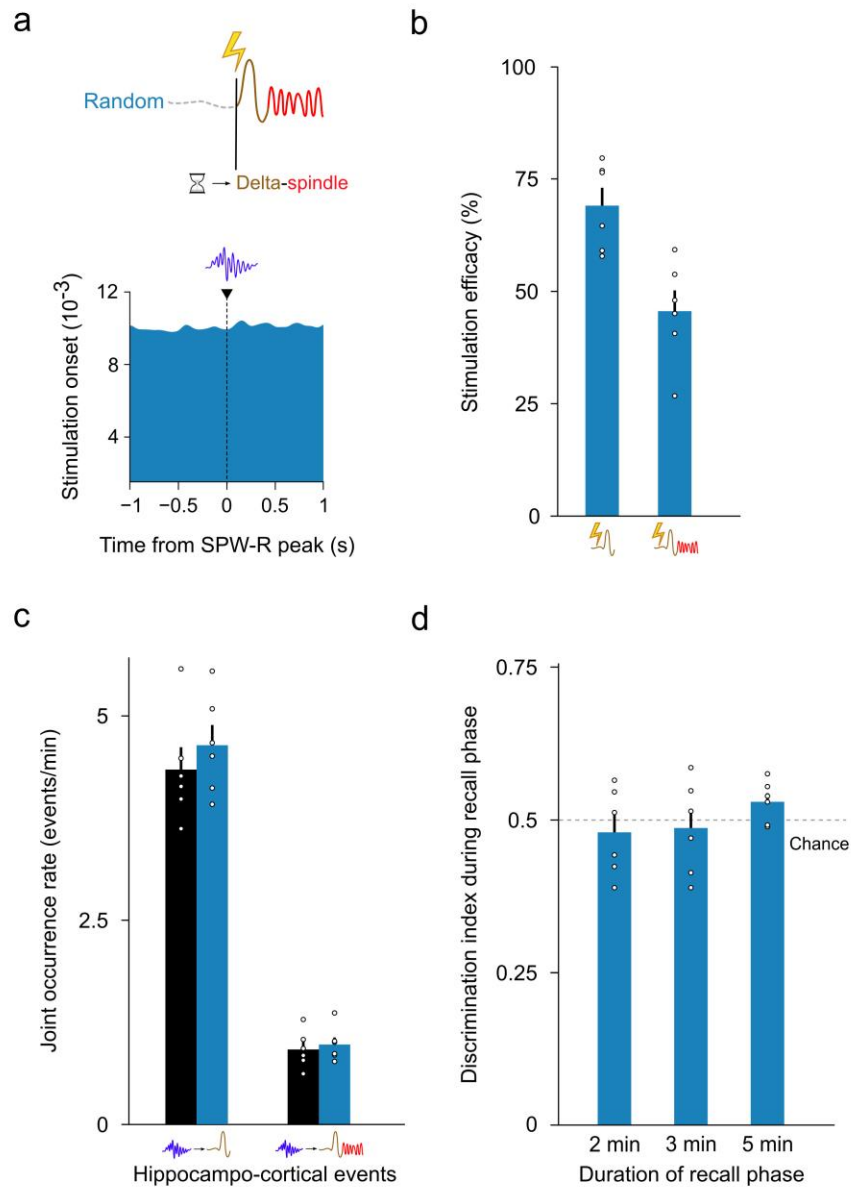 a
Random
Delta-spindle
Stimulation onset (10⁻³)
12
8
4
−1
−0.5
0
0.5
1
Time from SPW-R peak (s)
b
Stimulation efficacy (%)
100
75
50
25
0
c
Joint occurrence rate (events/min)
5
2.5
0
Hippocampo-cortical events
d
Discrimination index during recall phase
0.75
0.5
0.25
0
Chance
2 min
3 min
5 min
Duration of recall phase